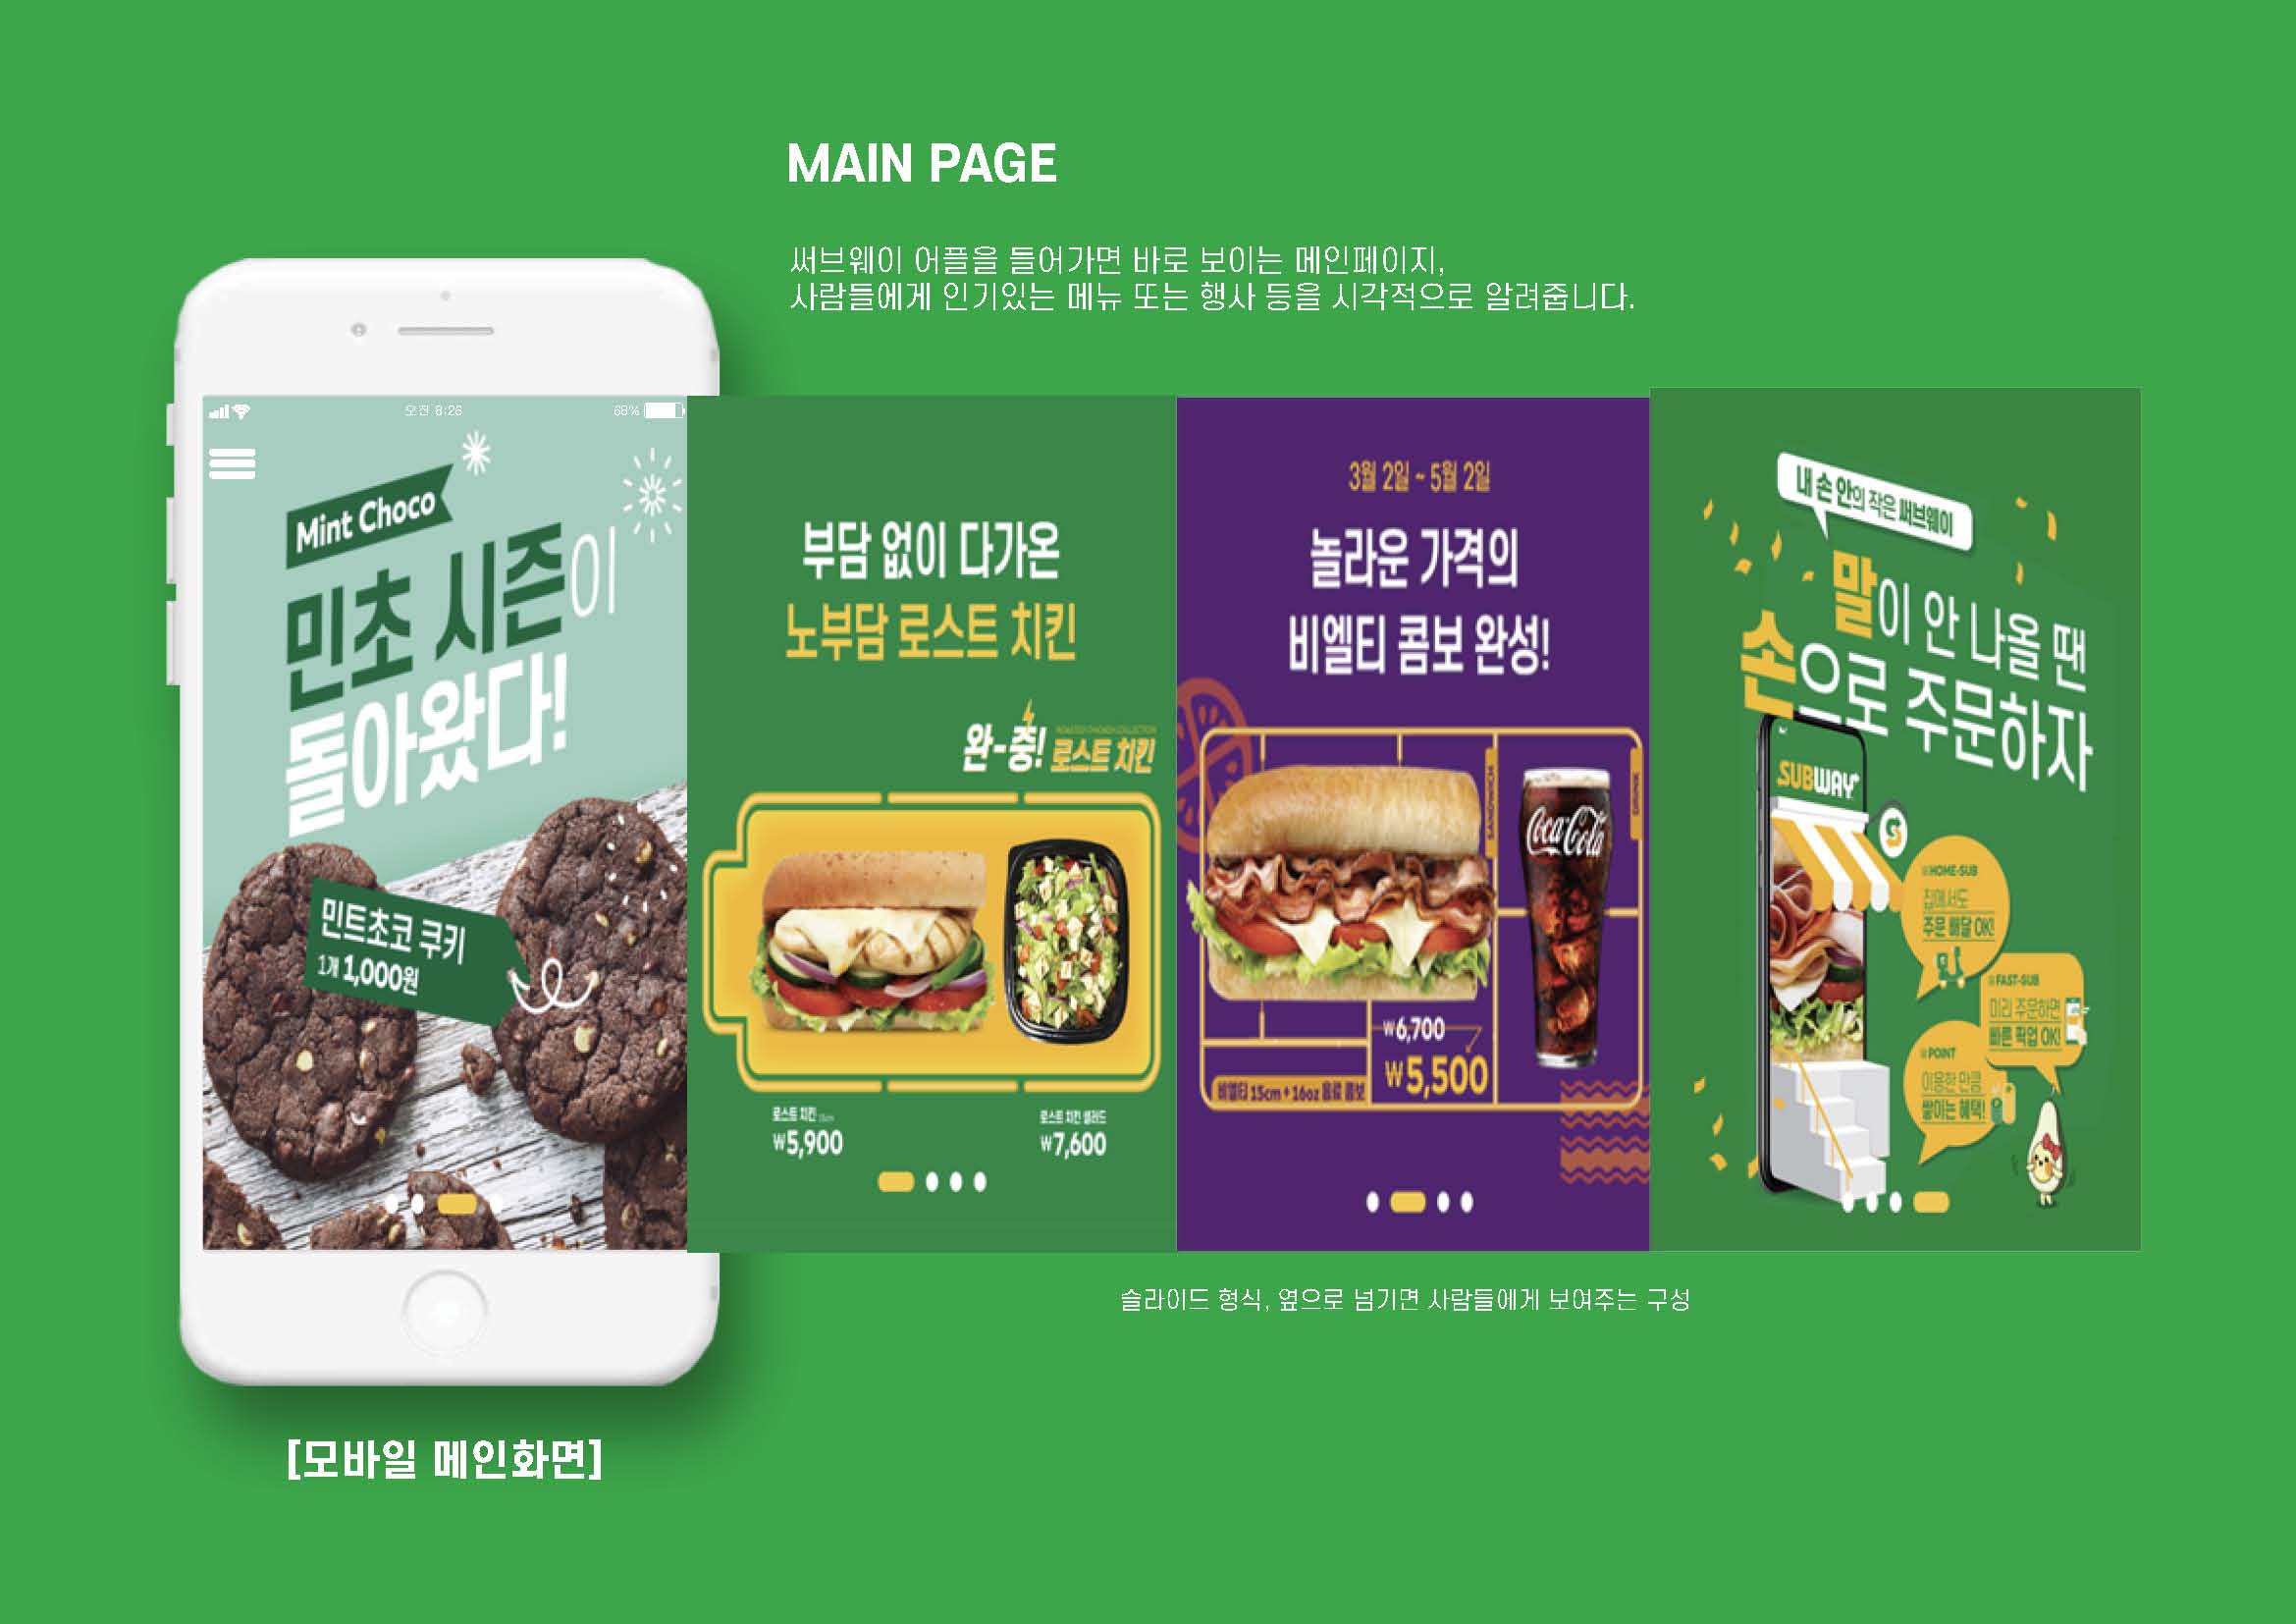 MAIN PAGE
써브웨이 어플을 들어가면 바로 보이는 메인페이지,
사람들에게 인기있는 메뉴 또는 행사 등을 시각적으로 알려줍니다.
오전 8:26
68%
Mint Choco
민초 시즌이
돌아왔다!
민트초코 쿠키
1개 1,000원
부담 없이 다가온
노부담 로스트 치킨
완-중! 로스트 치킨
로스트 치킨 15cm
₩5,900
로스트 치킨 샐러드
₩7,600
3월 2일 ~ 5월 2일
놀라운 가격의
비엘티 콤보 완성!
SANDWICH
DRINK
Coca-Cola
₩6,700
₩5,500
비엘티 15cm + 16oz 음료 콤보
내 손 안의 작은 써브웨이
말이 안 나올 땐
손으로 주문하자
SUBWAY
HOME-SUB
집에서도
주문 배달 OK!
FAST-SUB
미리 주문하면
빠른 픽업 OK!
POINT
이용한 만큼
쌓이는 혜택!
슬라이드 형식, 옆으로 넘기면 사람들에게 보여주는 구성
[모바일 메인화면]